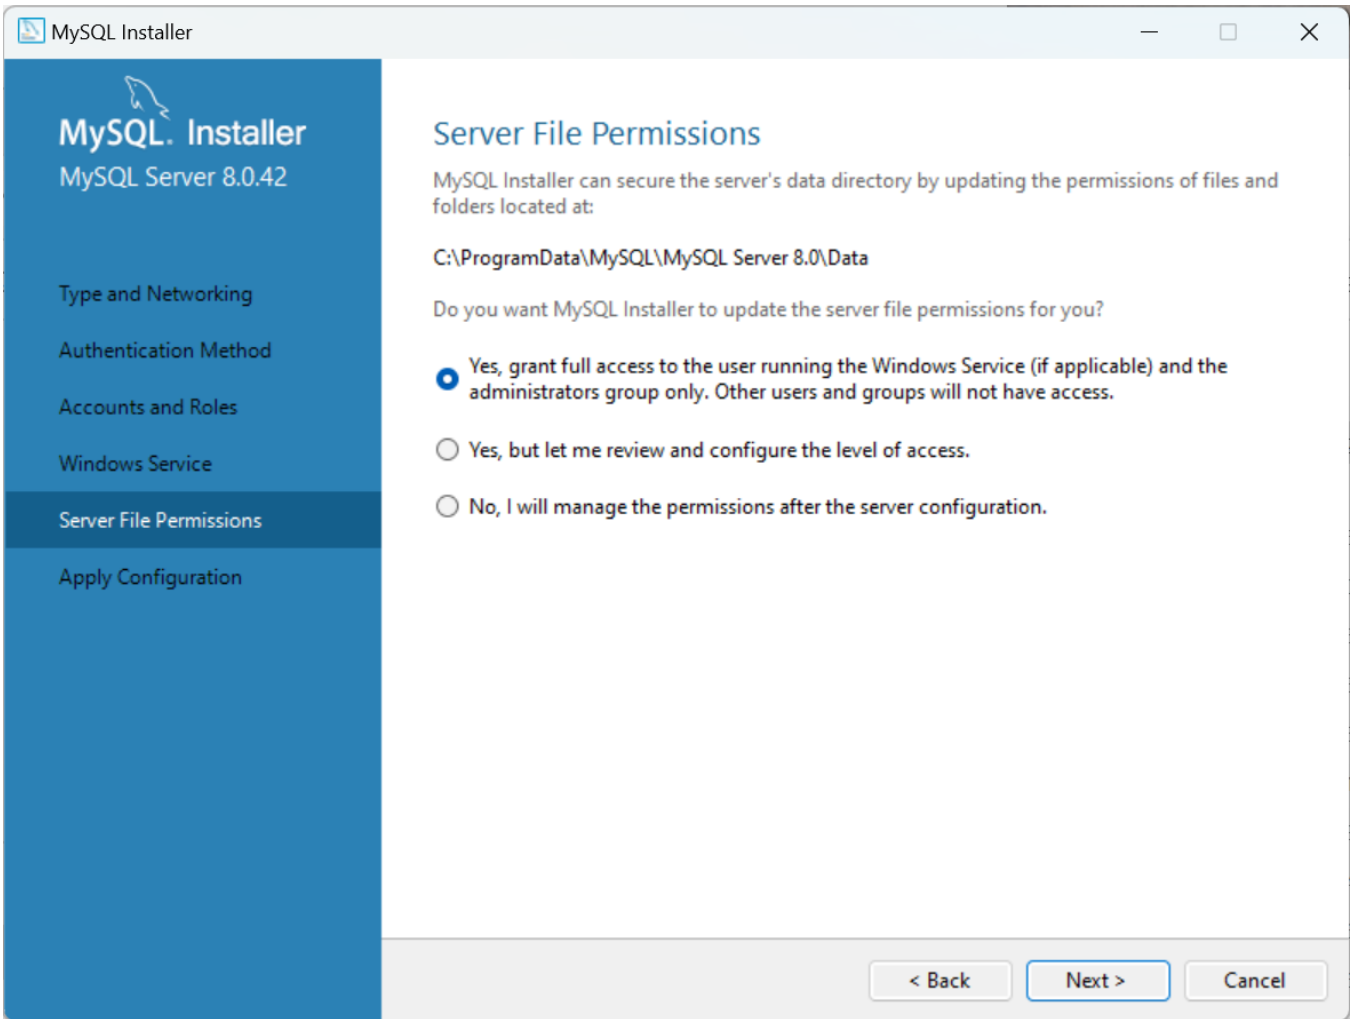 MySQL Installer
MySQL. Installer
MySQL Server 8.0.42
Type and Networking
Authentication Method
Accounts and Roles
Windows Service
Server File Permissions
Apply Configuration
Server File Permissions
MySQL Installer can secure the server's data directory by updating the permissions of files and
folders located at:
C:\ProgramData\MySQL\MySQL Server 8.0\Data
Do you want MySQL Installer to update the server file permissions for you?
Yes, grant full access to the user running the Windows Service (if applicable) and the
administrators group only. Other users and groups will not have access.
Yes, but let me review and configure the level of access.
No, I will manage the permissions after the server configuration.
< Back
Next >
Cancel